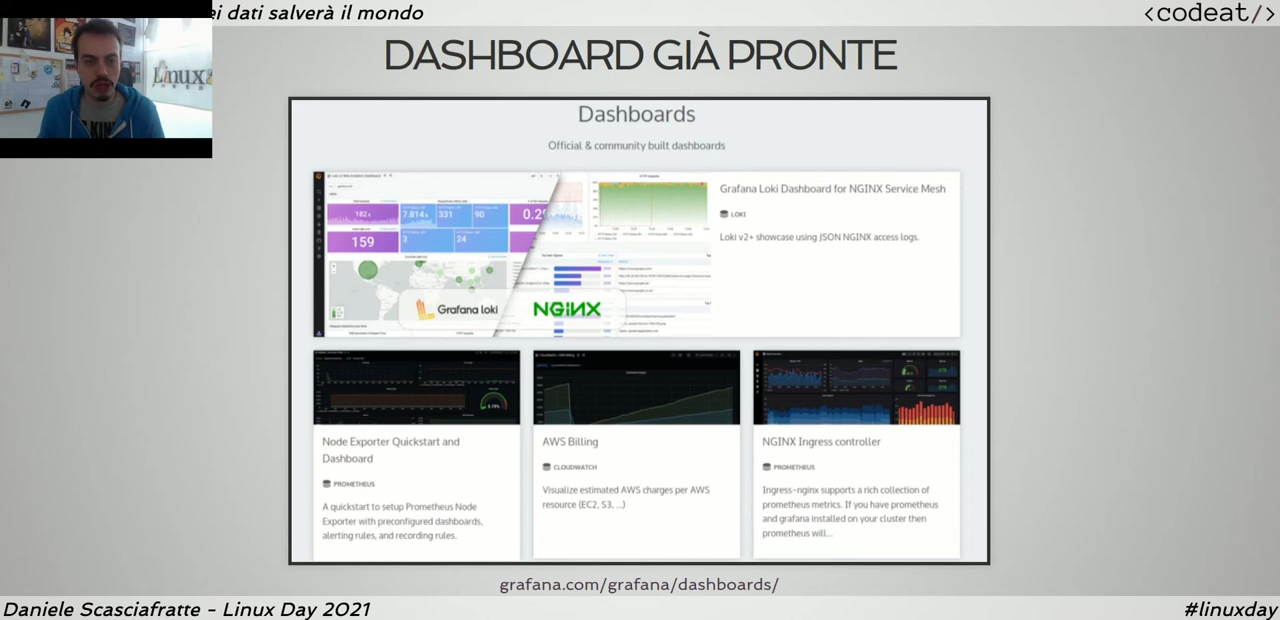 ei dati salverà il mondo
<codeat/>
DASHBOARD GIÀ PRONTE
Linux
Dashboards
Official & community built dashboards
Grafana Loki Dashboard for NGINX Service Mesh
LOKI
Loki v2+ showcase using JSON NGINX access logs.
182
7.814
331
90
0.29
159
3
24
Grafana loki
NGINX
Node Exporter Quickstart and
Dashboard
PROMETHEUS
A quickstart to setup Prometheus Node
Exporter with preconfigured dashboards,
alerting rules, and recording rules.
AWS Billing
CLOUDWATCH
Visualize estimated AWS charges per AWS
resource (EC2, S3, ...)
NGINX Ingress controller
PROMETHEUS
Ingress-nginx supports a rich collection of
prometheus metrics. If you have prometheus
and grafana installed on your cluster then
prometheus will...
grafana.com/grafana/dashboards/
Daniele Scasciafratte - Linux Day 2021
#linuxday